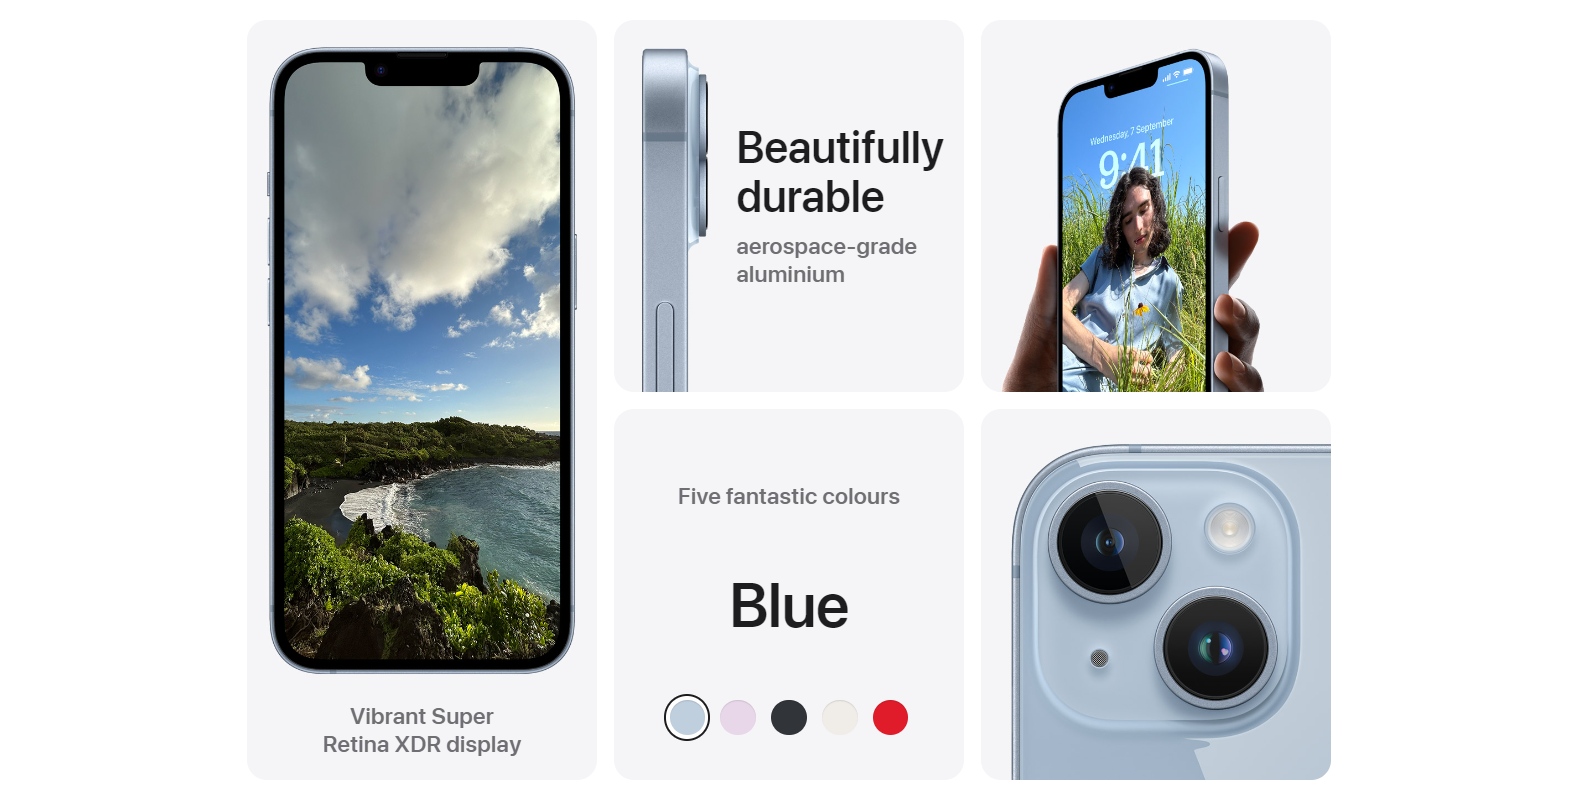 Vibrant Super
Retina XDR display
Beautifully
durable
aerospace-grade
aluminium
Wednesday, 7 September
9:41
Five fantastic colours
Blue